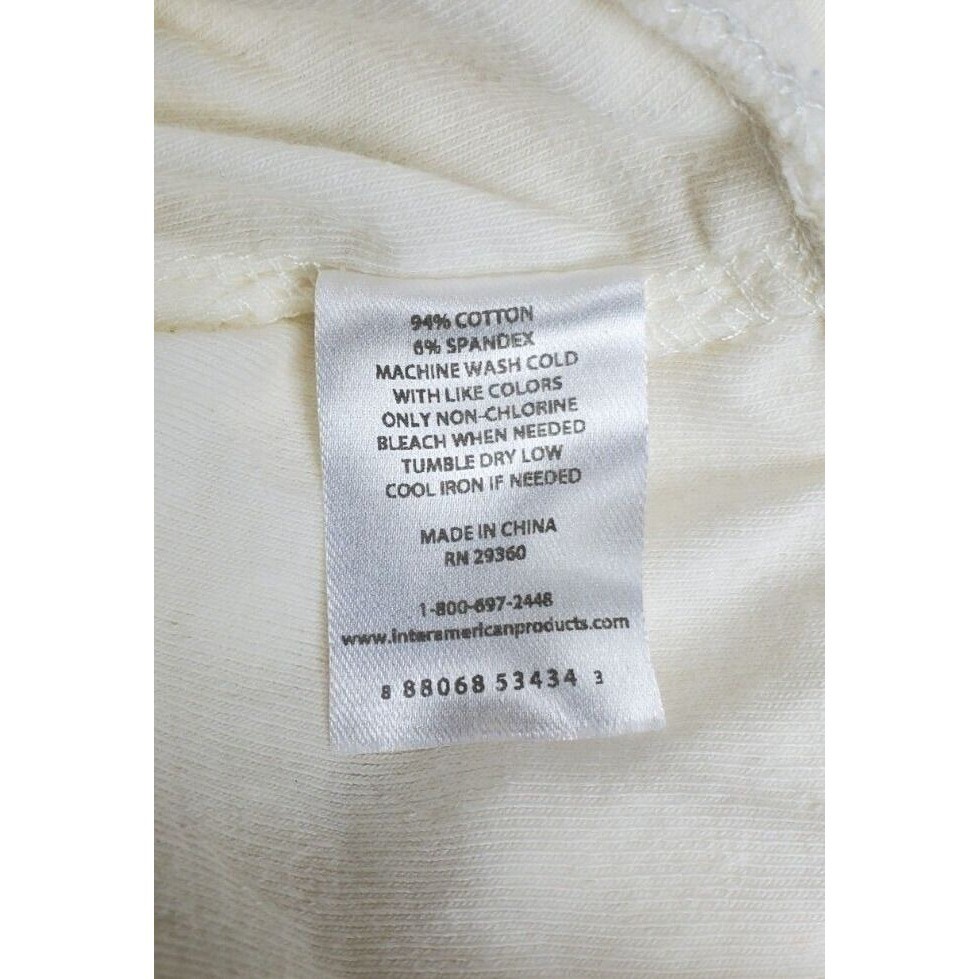 94% COTTON
6% SPANDEX
MACHINE WASH COLD
WITH LIKE COLORS
ONLY NON-CHLORINE
BLEACH WHEN NEEDED
TUMBLE DRY LOW
COOL IRON IF NEEDED
MADE IN CHINA
RN 29360
1-800-697-2448
www.interamericanproducts.com
8 88068 53434 3